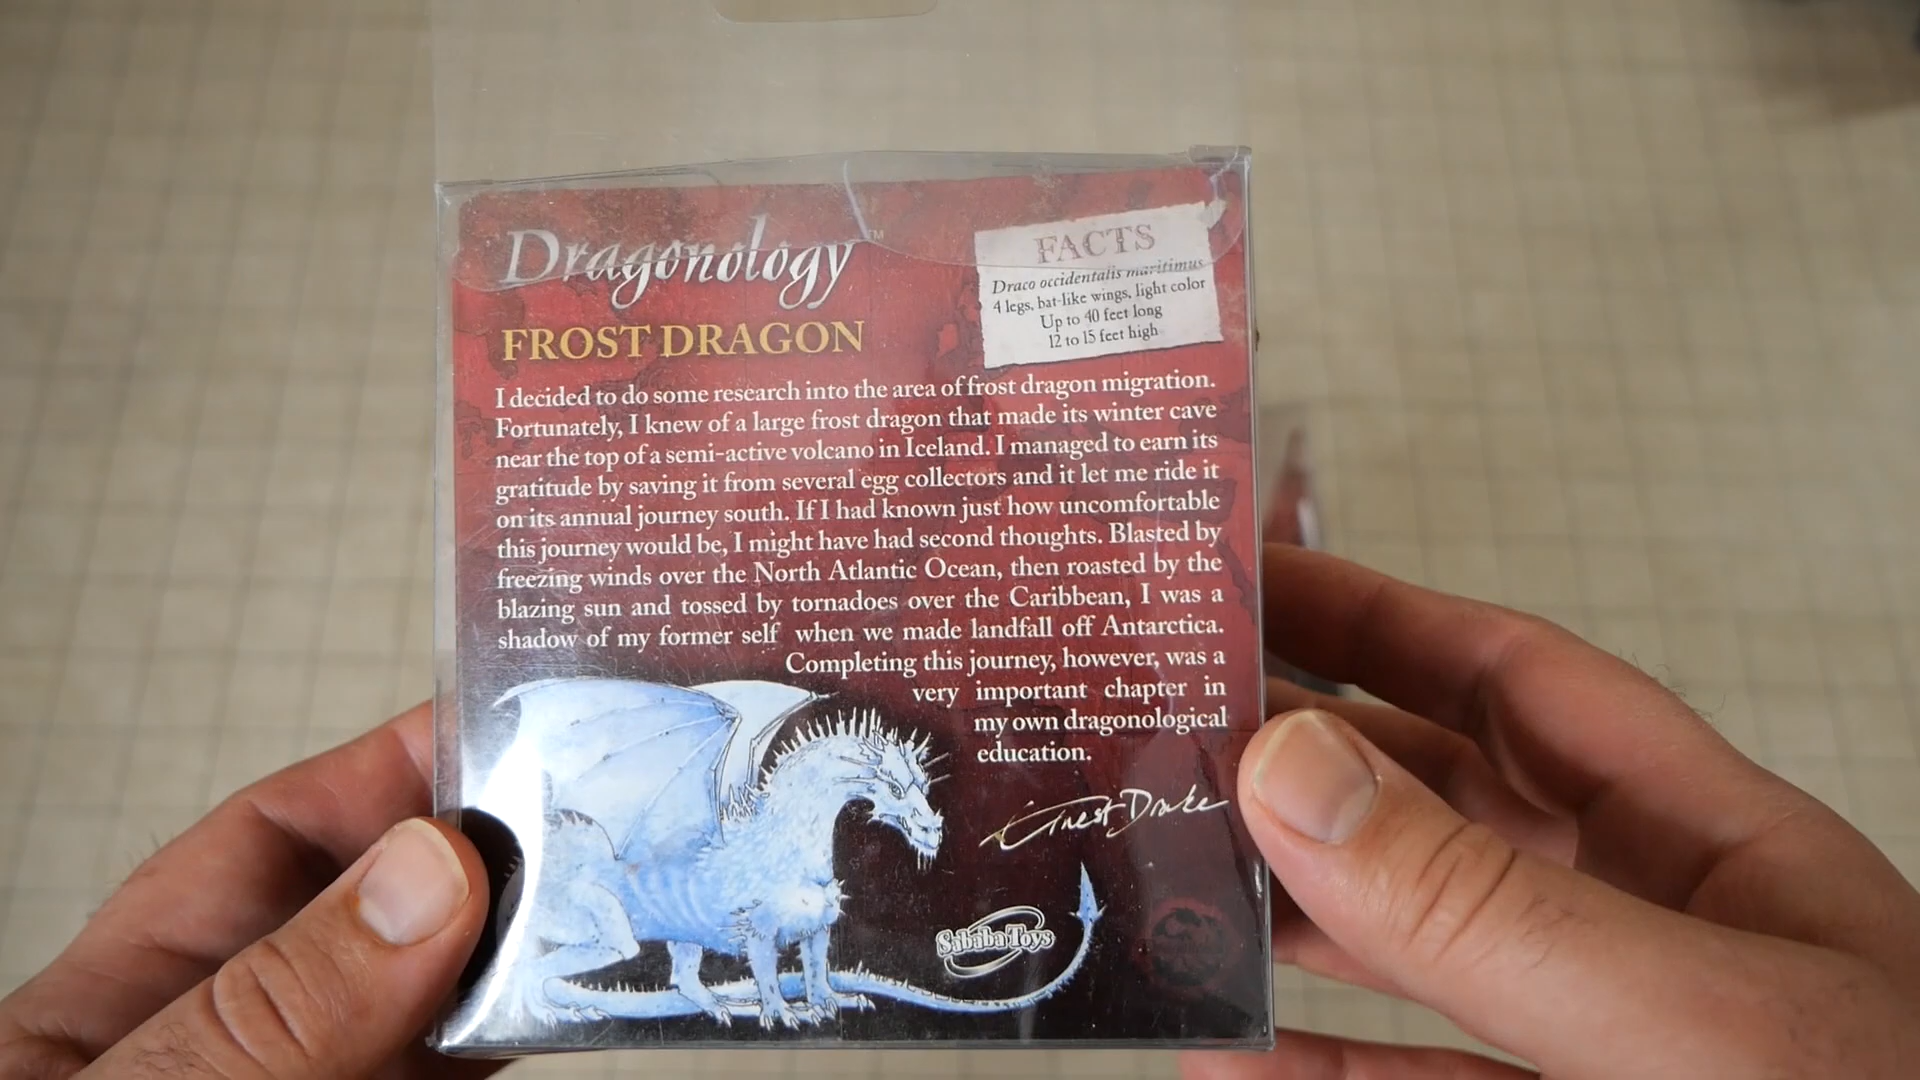 Dragonology™
FROST DRAGON
FACTS
Draco occidentalis maritimus
4 legs, bat-like wings, light color
Up to 40 feet long
12 to 15 feet high
I decided to do some research into the area of frost dragon migration.
Fortunately, I knew of a large frost dragon that made its winter cave
near the top of a semi-active volcano in Iceland. I managed to earn its
gratitude by saving it from several egg collectors and it let me ride it
on its annual journey south. If I had known just how uncomfortable
this journey would be, I might have had second thoughts. Blasted by
freezing winds over the North Atlantic Ocean, then roasted by the
blazing sun and tossed by tornadoes over the Caribbean, I was a
shadow of my former self when we made landfall off Antarctica.
Completing this journey, however, was a
very important chapter in
my own dragonological
education.
Ernest Drake
Sababa Toys